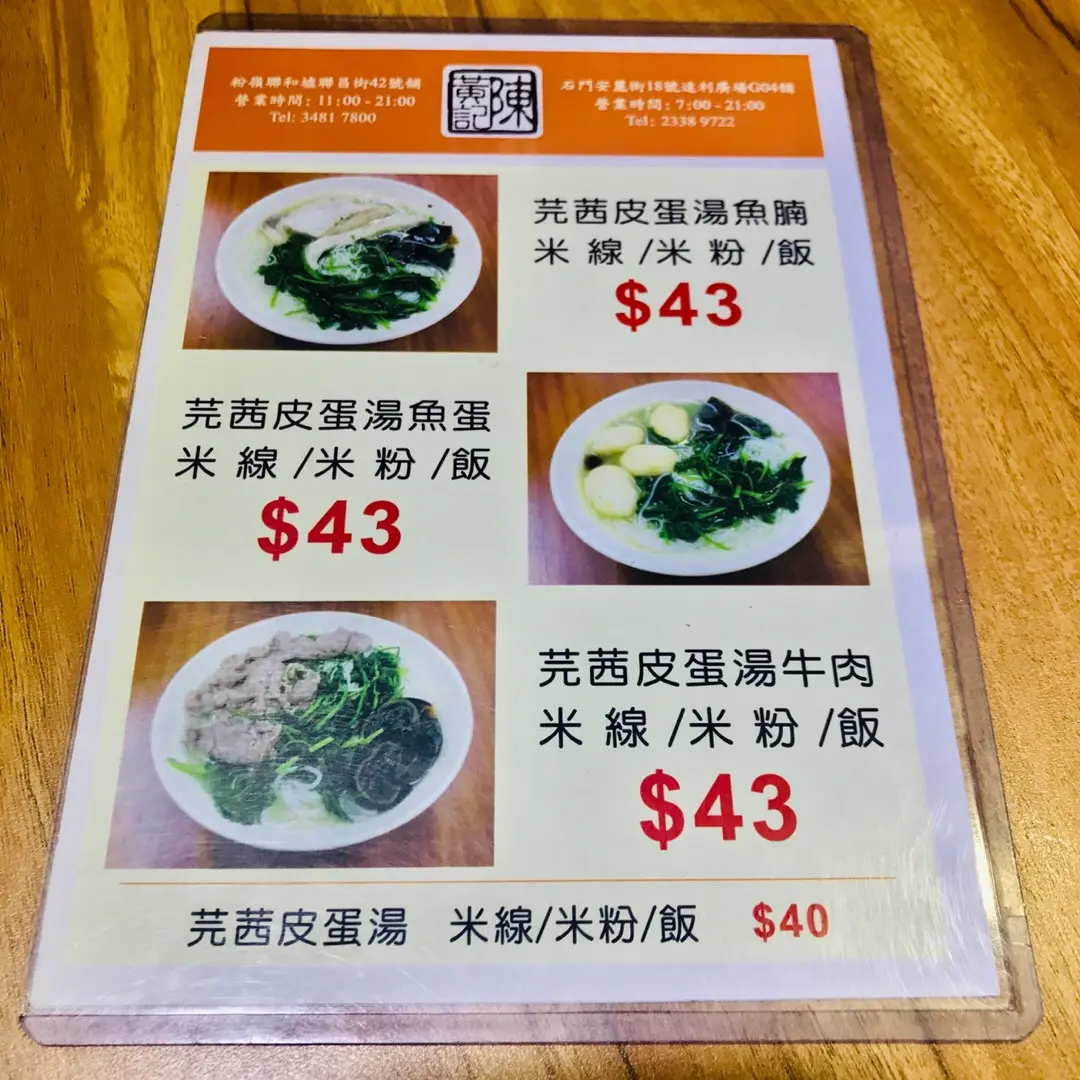 粉嶺聯和墟聯昌街42號舖
營業時間: 11:00 - 21:00
Tel: 3481 7800
陳黃記
石門安麗街18號達利廣場G04舖
營業時間: 7:00 - 21:00
Tel: 2338 9722
芫茜皮蛋湯魚腩
米線/米粉/飯
$43
芫茜皮蛋湯魚蛋
米線/米粉/飯
$43
芫茜皮蛋湯牛肉
米線/米粉/飯
$43
芫茜皮蛋湯 米線/米粉/飯 $40